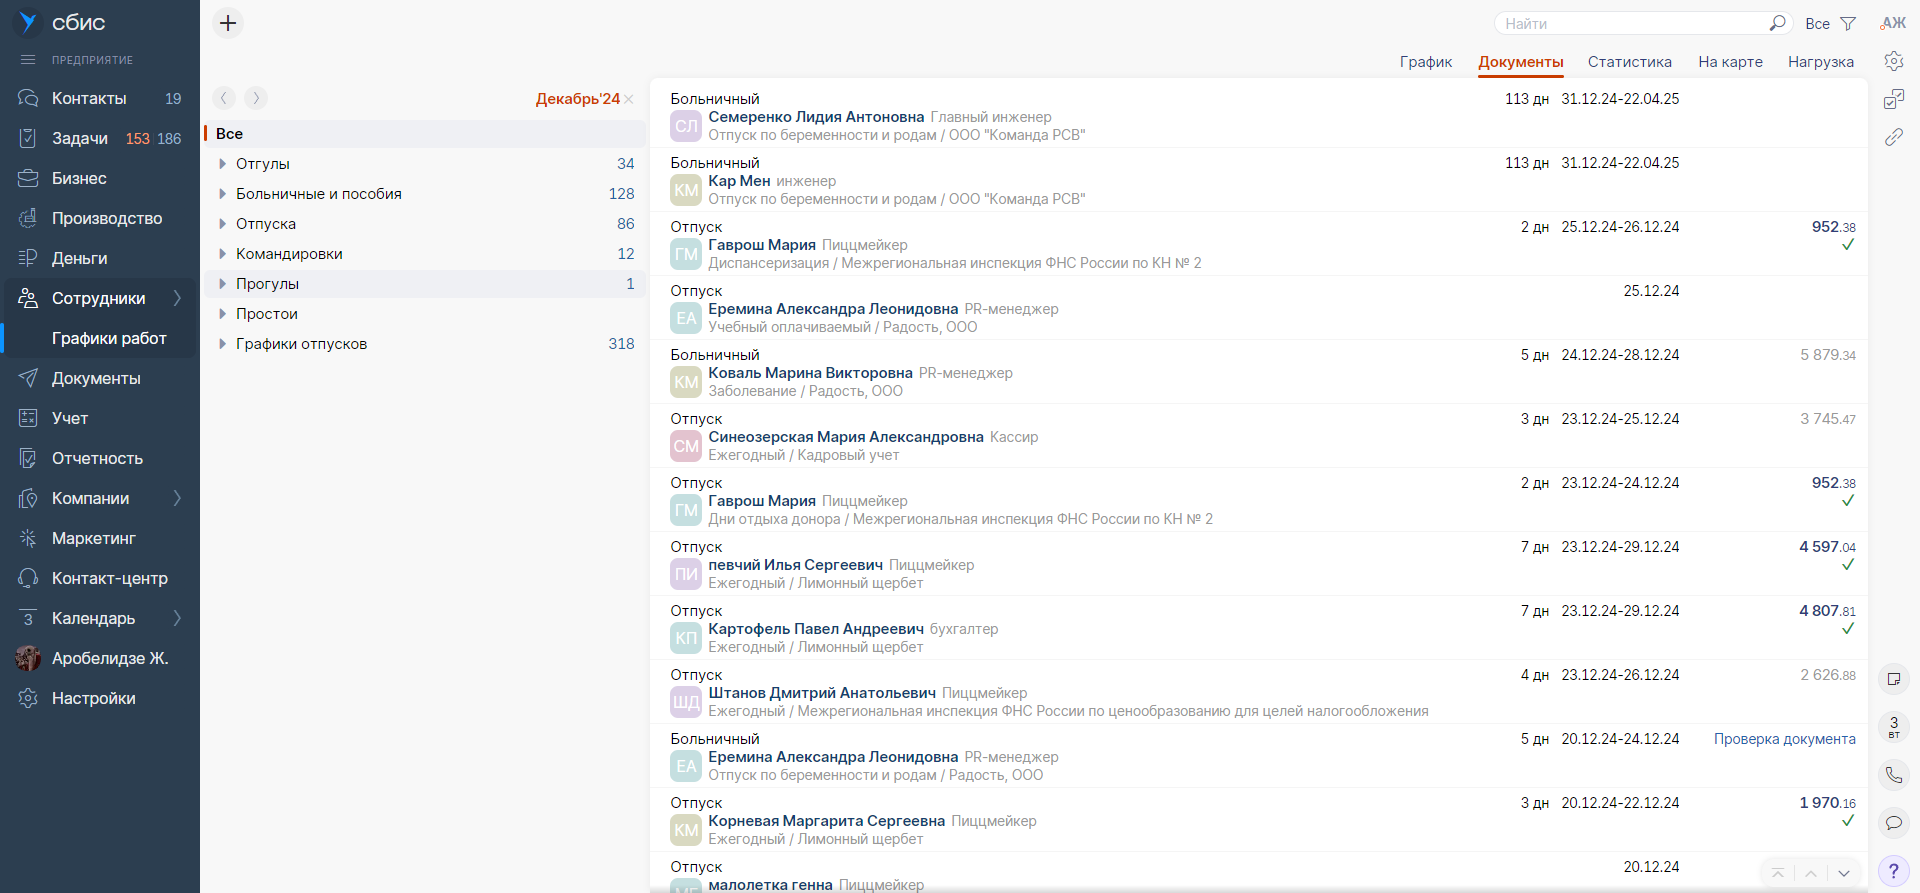 сбис
ПРЕДПРИЯТИЕ
Контакты 19
Задачи 153 186
Бизнес
Производство
Деньги
Сотрудники
Графики работ
Документы
Учет
Отчетность
Компании
Маркетинг
Контакт-центр
3 Календарь
Аробелидзе Ж.
Настройки
Найти
Все
АЖ
График Документы Статистика На карте Нагрузка
Декабрь'24
Все
Отгулы 34
Больничные и пособия 128
Отпуска 86
Командировки 12
Прогулы 1
Простои
Графики отпусков 318
Больничный 113 дн 31.12.24-22.04.25
СЛ Семеренко Лидия Антоновна Главный инженер
Отпуск по беременности и родам / ООО "Команда РСВ"
Больничный 113 дн 31.12.24-22.04.25
КМ Кар Мен инженер
Отпуск по беременности и родам / ООО "Команда РСВ"
Отпуск 2 дн 25.12.24-26.12.24 952.38
ГМ Гаврош Мария Пиццмейкер
Диспансеризация / Межрегиональная инспекция ФНС России по КН № 2
Отпуск 25.12.24
ЕА Еремина Александра Леонидовна PR-менеджер
Учебный оплачиваемый / Радость, ООО
Больничный 5 дн 24.12.24-28.12.24 5 879.34
КМ Коваль Марина Викторовна PR-менеджер
Заболевание / Радость, ООО
Отпуск 3 дн 23.12.24-25.12.24 3 745.47
СМ Синеозерская Мария Александровна Кассир
Ежегодный / Кадровый учет
Отпуск 2 дн 23.12.24-24.12.24 952.38
ГМ Гаврош Мария Пиццмейкер
Дни отдыха донора / Межрегиональная инспекция ФНС России по КН № 2
Отпуск 7 дн 23.12.24-29.12.24 4 597.04
ПИ певчий Илья Сергеевич Пиццмейкер
Ежегодный / Лимонный щербет
Отпуск 7 дн 23.12.24-29.12.24 4 807.81
КП Картофель Павел Андреевич бухгалтер
Ежегодный / Лимонный щербет
Отпуск 4 дн 23.12.24-26.12.24 2 626.88
ШД Штанов Дмитрий Анатольевич Пиццмейкер
Ежегодный / Межрегиональная инспекция ФНС России по ценообразованию для целей налогообложения
Больничный 5 дн 20.12.24-24.12.24 Проверка документа
ЕА Еремина Александра Леонидовна PR-менеджер
Отпуск по беременности и родам / Радость, ООО
Отпуск 3 дн 20.12.24-22.12.24 1 970.16
КМ Корневая Маргарита Сергеевна Пиццмейкер
Ежегодный / Лимонный щербет
Отпуск 20.12.24
малолетка генна Пиццмейкер
3
вт
?